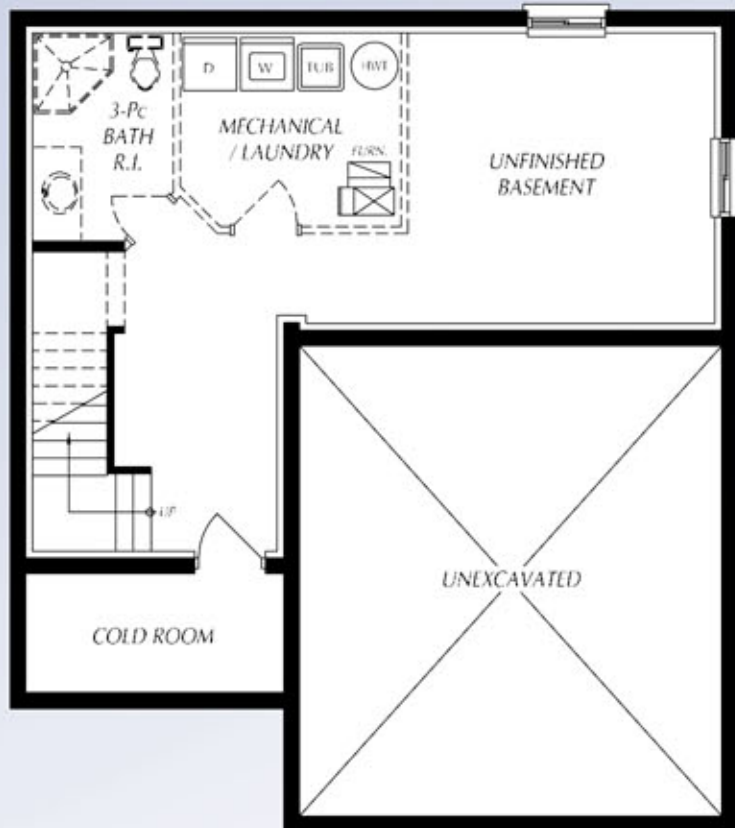 D
W
TUB
HWT
3-Pc
BATH
R.I.
MECHANICAL
/ LAUNDRY
FURN.
UNFINISHED
BASEMENT
UP
UNEXCAVATED
COLD ROOM